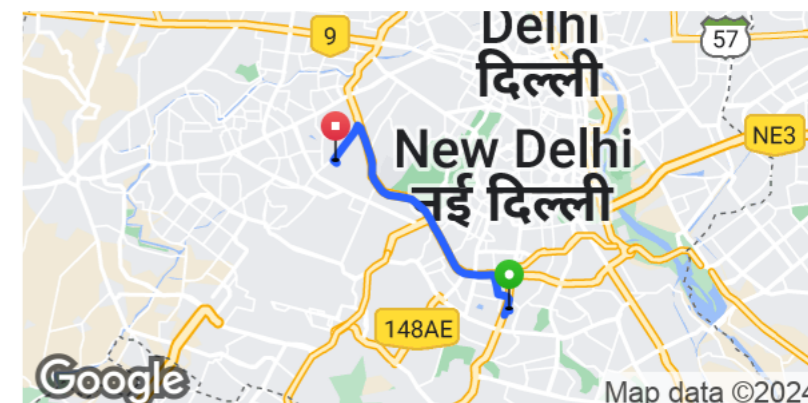 Delhi
दिल्ली
9
57
NE3
New Delhi
नई दिल्ली
148AE
Google
Map data ©2024